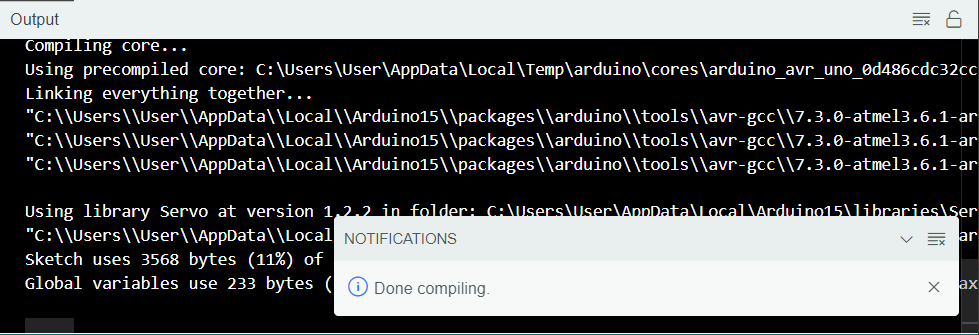 Output
Compiling core...
Using precompiled core: C:\Users\User\AppData\Local\Temp\arduino\cores\arduino_avr_uno_0d486cdc32cc
Linking everything together...
"C:\\Users\\User\\AppData\\Local\\Arduino15\\packages\\arduino\\tools\\avr-gcc\\7.3.0-atmel3.6.1-ar
"C:\\Users\\User\\AppData\\Local\\Arduino15\\packages\\arduino\\tools\\avr-gcc\\7.3.0-atmel3.6.1-ar
"C:\\Users\\User\\AppData\\Local\\Arduino15\\packages\\arduino\\tools\\avr-gcc\\7.3.0-atmel3.6.1-ar
Using library Servo at version 1.2.2 in folder: C:\Users\User\AppData\Local\Arduino15\libraries\Ser
"C:\\Users\\User\\AppData\\Local
ar
Sketch uses 3568 bytes (11%) of
Global variables use 233 bytes (
ax
NOTIFICATIONS
Done compiling.